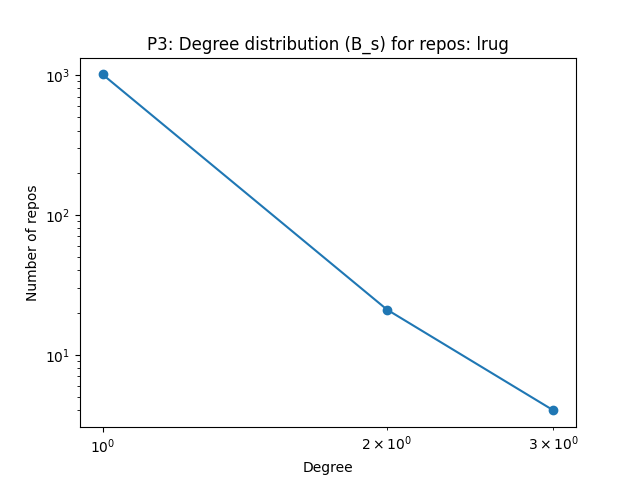 P3: Degree distribution (B_s) for repos: lrug
Number of repos
10³
10²
10¹
10⁰
2 × 10⁰
3 × 10⁰
Degree